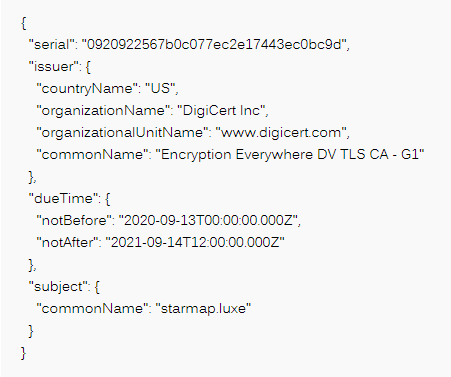 {
"serial": "0920922567b0c077ec2e17443ec0bc9d",
"issuer": {
"countryName": "US",
"organizationName": "DigiCert Inc",
"organizationalUnitName": "www.digicert.com",
"commonName": "Encryption Everywhere DV TLS CA - G1"
},
"dueTime": {
"notBefore": "2020-09-13T00:00:00.000Z",
"notAfter": "2021-09-14T12:00:00.000Z"
},
"subject": {
"commonName": "starmap.luxe"
}
}